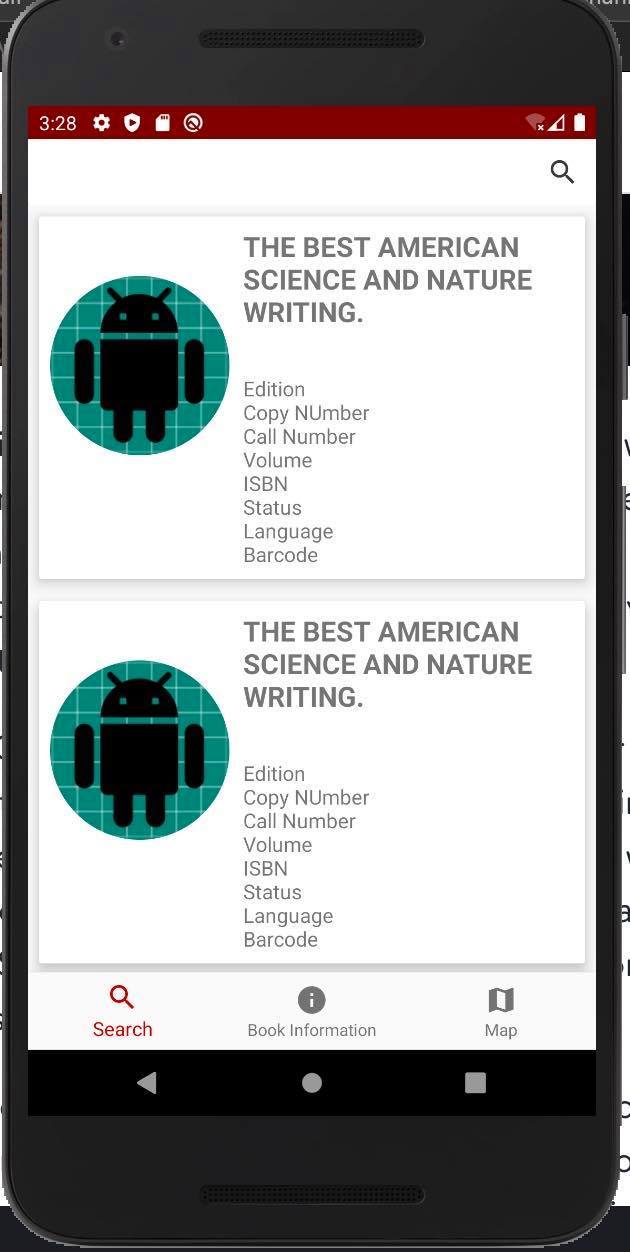 3:28
THE BEST AMERICAN
SCIENCE AND NATURE
WRITING.
Edition
Copy NUmber
Call Number
Volume
ISBN
Status
Language
Barcode
THE BEST AMERICAN
SCIENCE AND NATURE
WRITING.
Edition
Copy NUmber
Call Number
Volume
ISBN
Status
Language
Barcode
Search
Book Information
Map